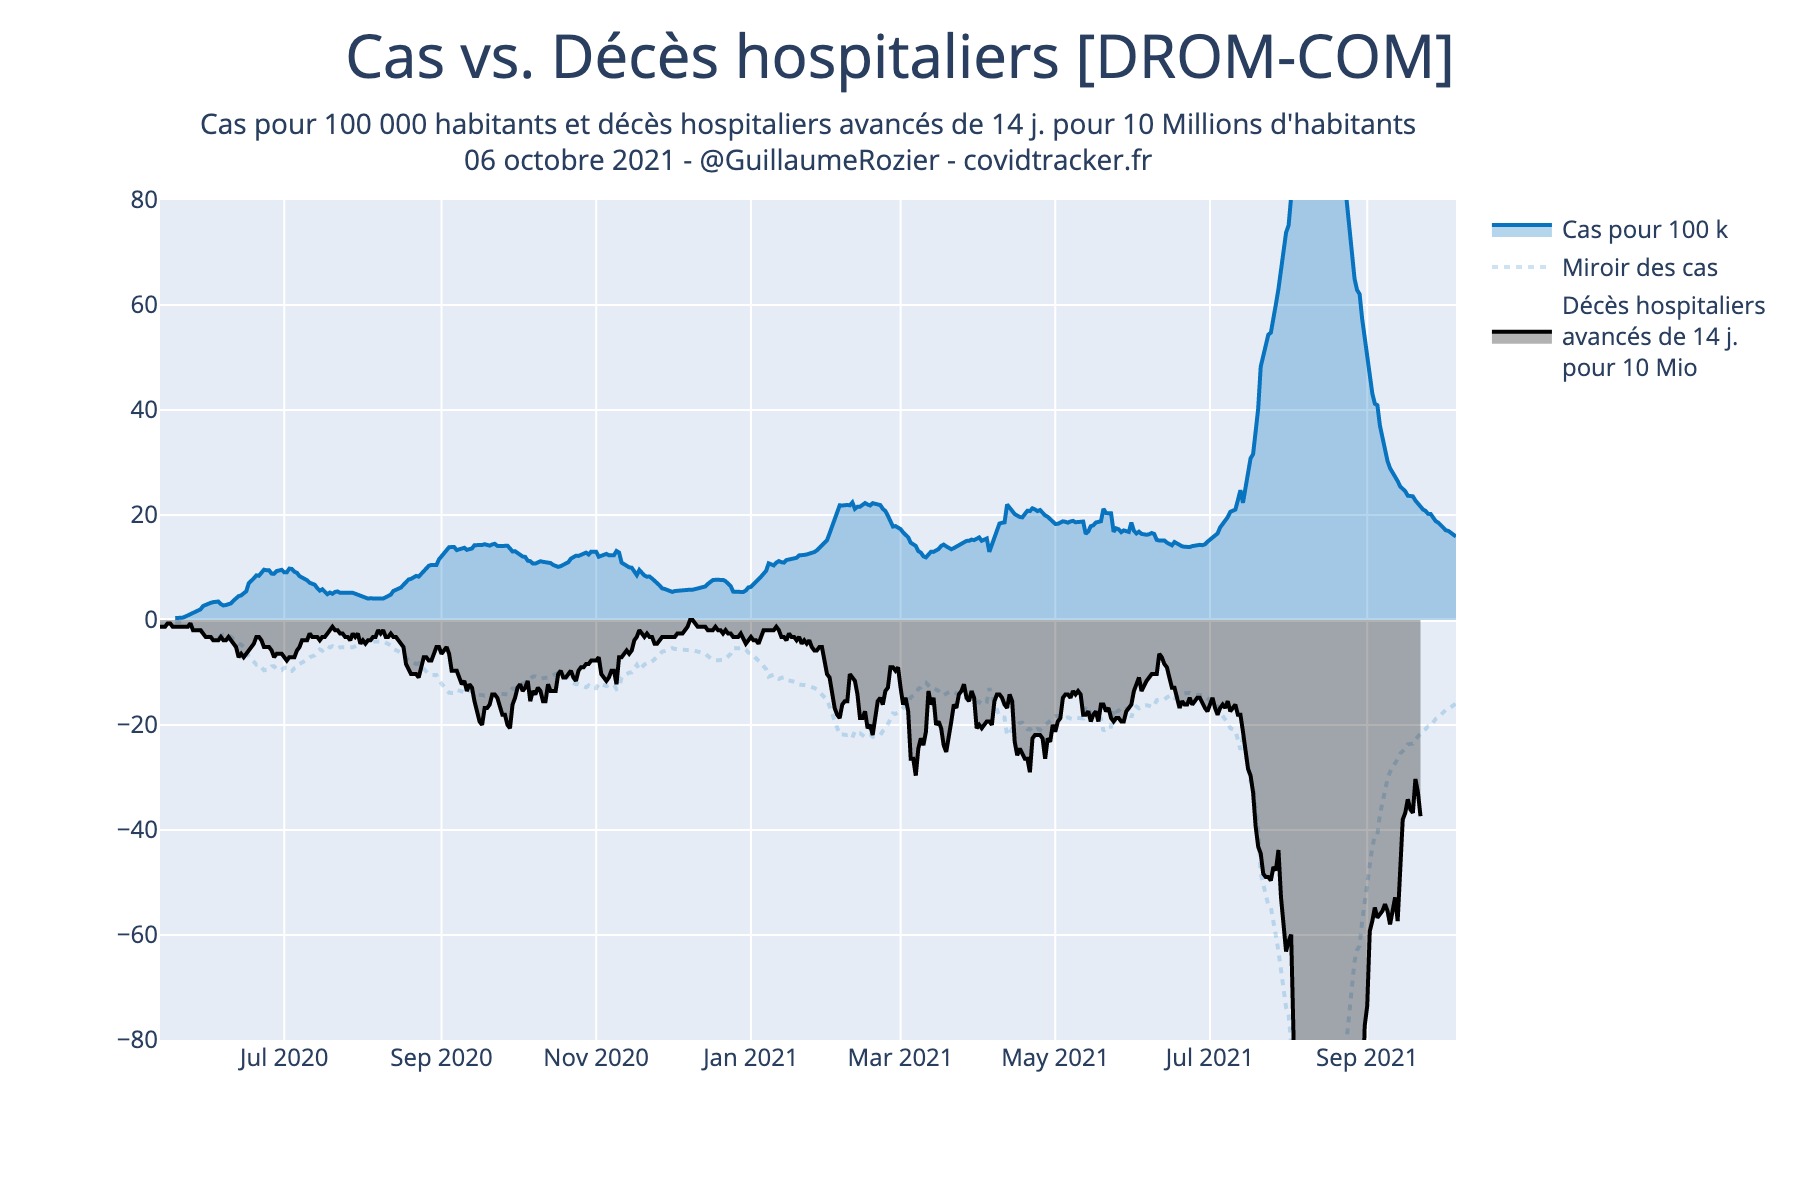 Cas vs. Décès hospitaliers [DROM-COM]
Cas pour 100 000 habitants et décès hospitaliers avancés de 14 j. pour 10 Millions d'habitants
06 octobre 2021 - @GuillaumeRozier - covidtracker.fr
80
60
40
20
0
−20
−40
−60
−80
Jul 2020
Sep 2020
Nov 2020
Jan 2021
Mar 2021
May 2021
Jul 2021
Sep 2021
Cas pour 100 k
Miroir des cas
Décès hospitaliers
avancés de 14 j.
pour 10 Mio